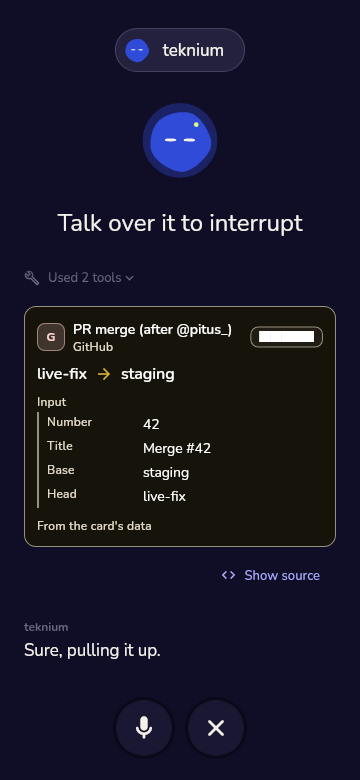 teknium
Talk over it to interrupt
Used 2 tools
G
PR merge (after @pitus_)
GitHub
live-fix → staging
Input
Number 42
Title Merge #42
Base staging
Head live-fix
From the card's data
Show source
teknium
Sure, pulling it up.